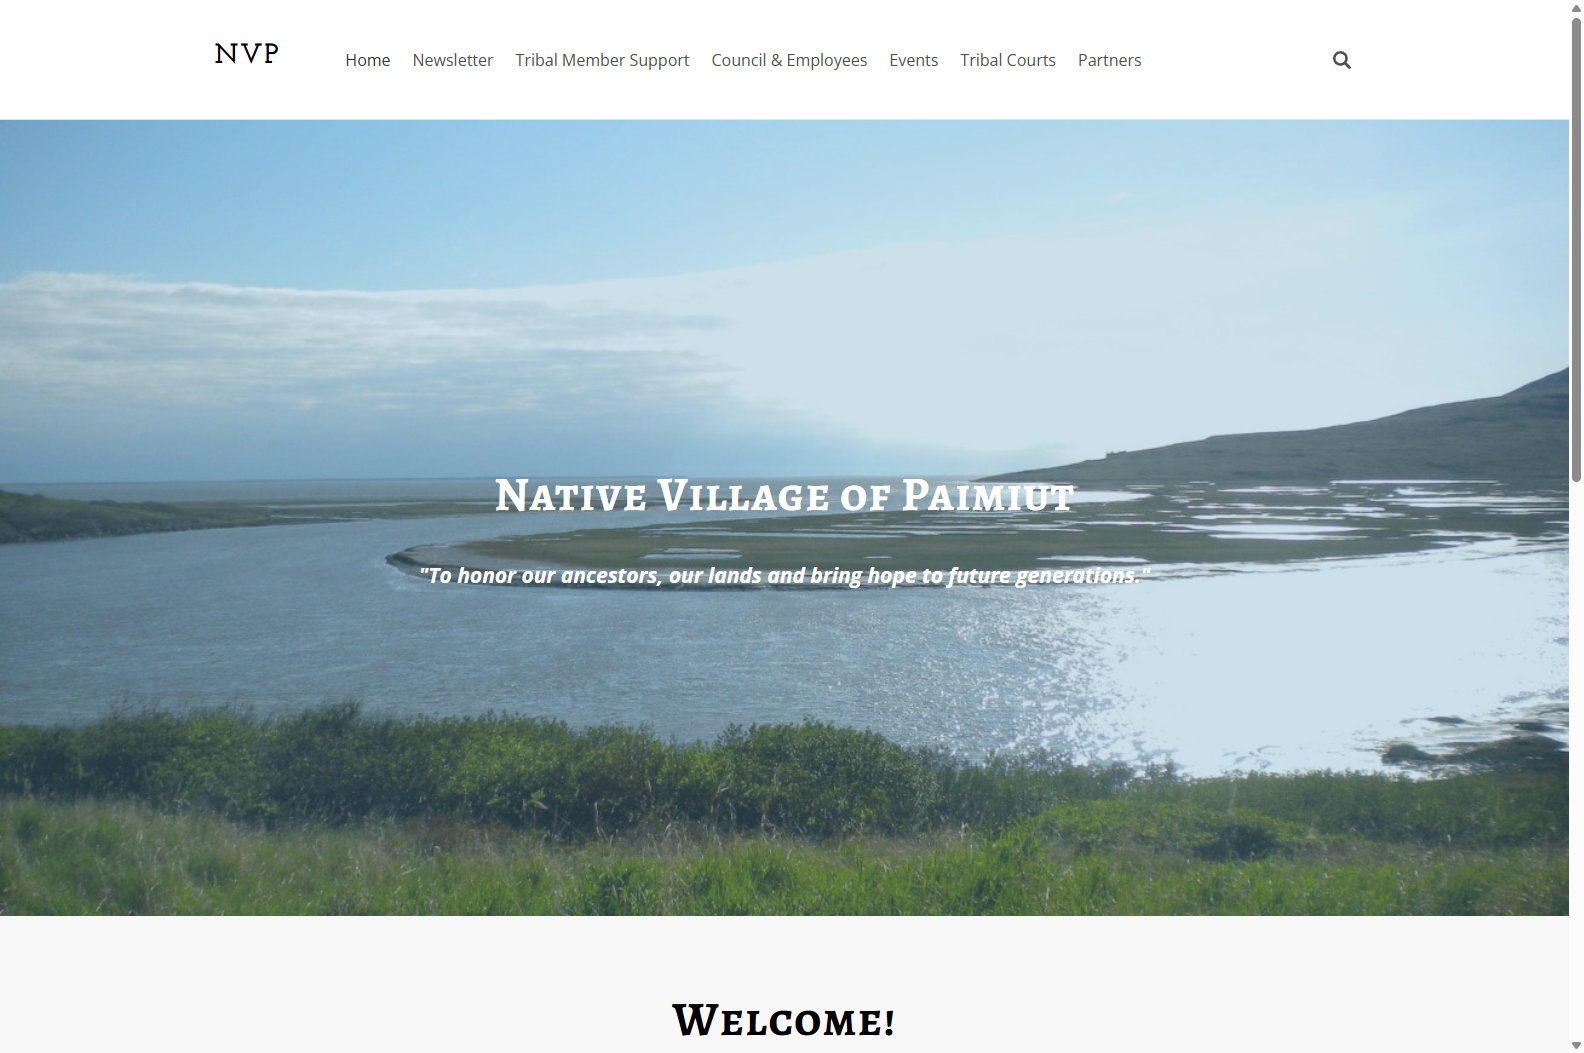 NVP
Home Newsletter Tribal Member Support Council & Employees Events Tribal Courts Partners
Native Village of Paimiut
"To honor our ancestors, our lands and bring hope to future generations."
Welcome!